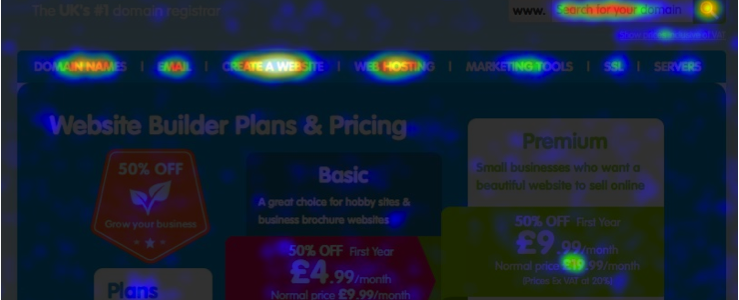 The UK's #1 domain registrar
www. Search for your domain
DOMAIN NAMES | EMAIL | CREATE A WEBSITE | WEB HOSTING | MARKETING TOOLS | SSL | SERVERS
Website Builder Plans & Pricing
50% OFF
Grow your business
Plans
Basic
A great choice for hobby sites &
business brochure websites
50% OFF First Year
£4.99/month
Normal price £9.99/month
Premium
Small businesses who want a
beautiful website to sell online
50% OFF First Year
£9.99/month
Normal price £19.99/month
(Prices Ex VAT at 20%)